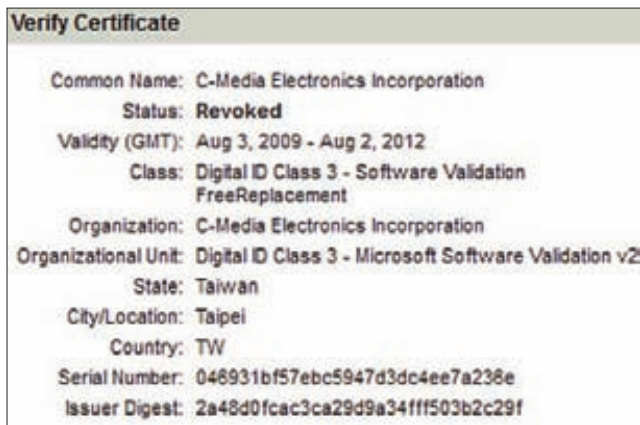 Verify Certificate
Common Name: C-Media Electronics Incorporation
Status: Revoked
Validity (GMT): Aug 3, 2009 - Aug 2, 2012
Class: Digital ID Class 3 - Software Validation
FreeReplacement
Organization: C-Media Electronics Incorporation
Organizational Unit: Digital ID Class 3 - Microsoft Software Validation v2
State: Taiwan
City/Location: Taipei
Country: TW
Serial Number: 046931bf57ebc5947d3dc4ee7a236e
Issuer Digest: 2a48d0fcac3ca29d9a34fff503b2c29f